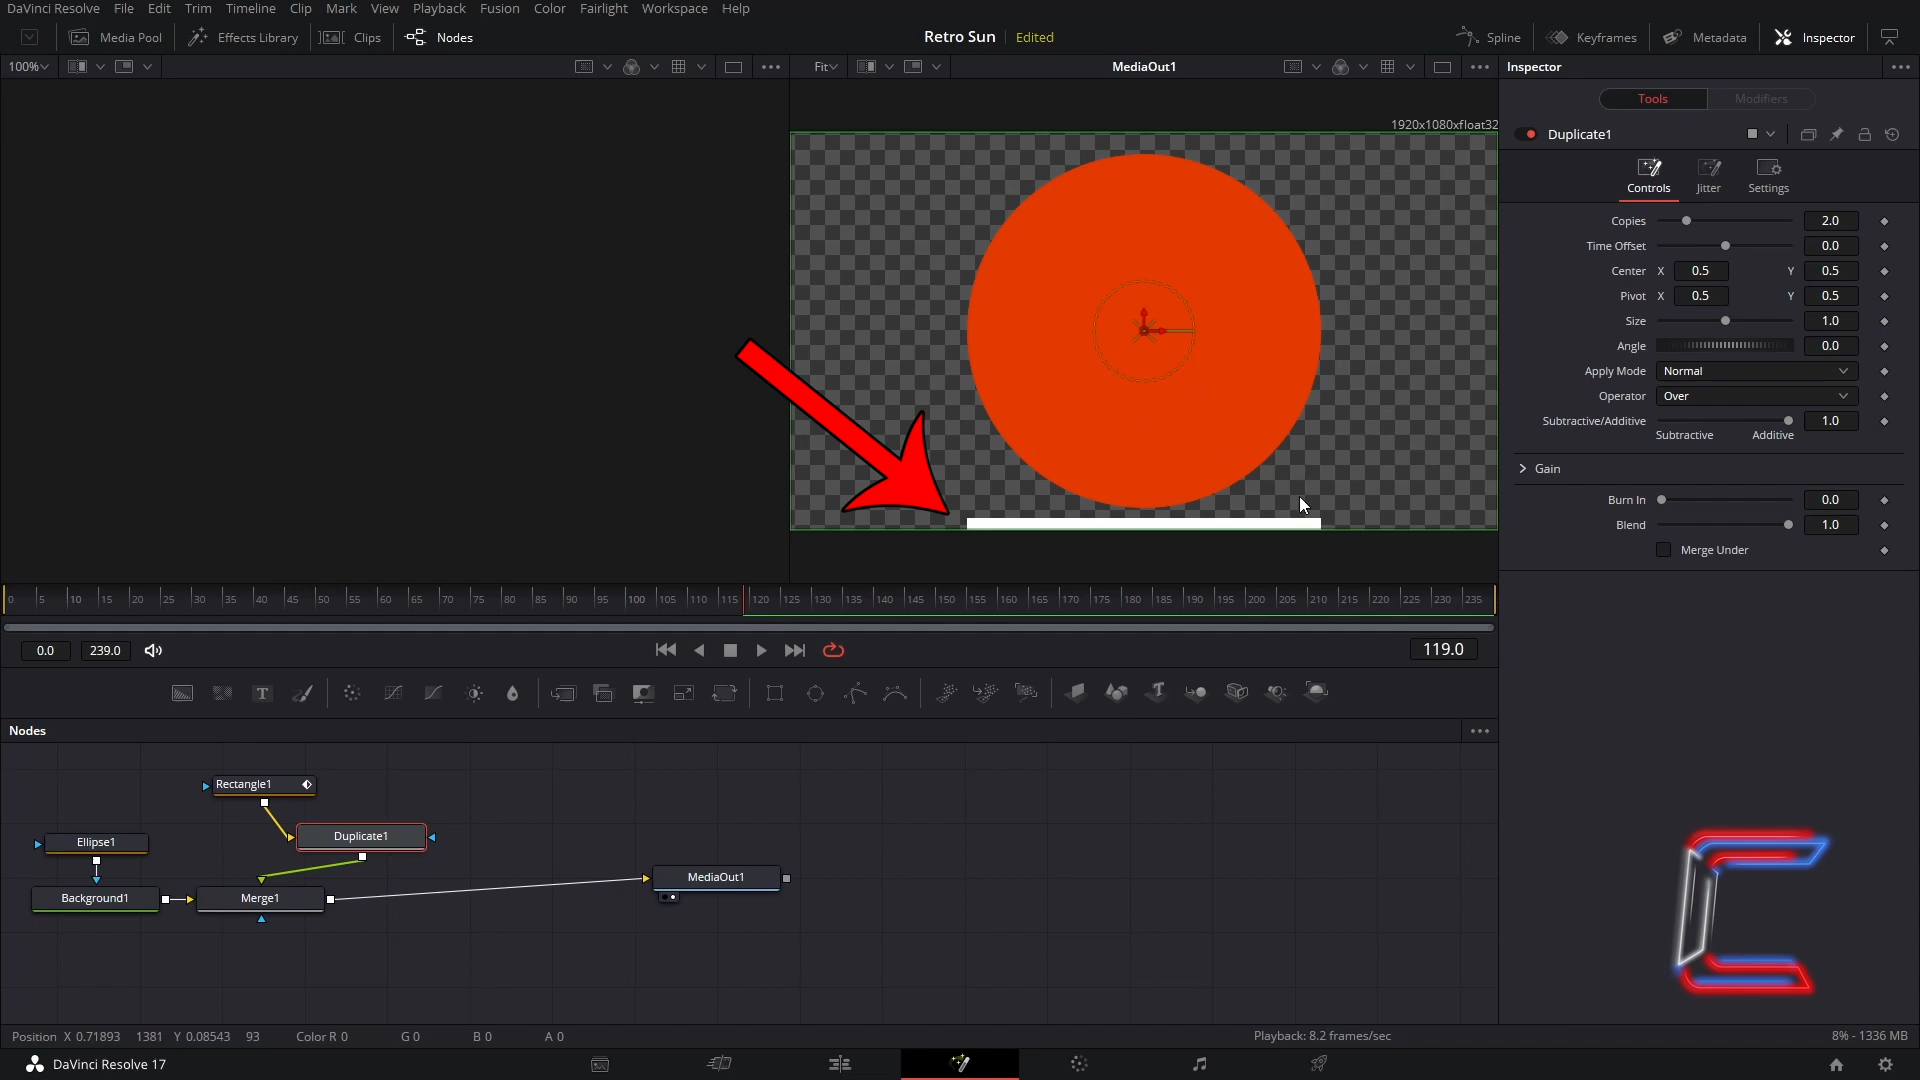 DaVinci Resolve File Edit Trim Timeline Clip Mark View Playback Fusion Color Fairlight Workspace Help
Media Pool Effects Library Clips Nodes Retro Sun Edited Spline Keyframes Metadata Inspector
100% Fit MediaOut1 Inspector
Tools Modifiers
1920x1080xfloat32
Duplicate1
Controls Jitter Settings
Copies 2.0
Time Offset 0.0
Center X 0.5 Y 0.5
Pivot X 0.5 Y 0.5
Size 1.0
Angle 0.0
Apply Mode Normal
Operator Over
Subtractive/Additive 1.0
Subtractive Additive
Gain
Burn In 0.0
Blend 1.0
Merge Under
0 5 10 15 20 25 30 35 40 45 50 55 60 65 70 75 80 85 90 95 100 105 110 115 120 125 130 135 140 145 150 155 160 165 170 175 180 185 190 195 200 205 210 215 220 225 230 235
0.0 239.0 119.0
T T
Nodes
Rectangle1
Duplicate1
Ellipse1
MediaOut1
Background1 Merge1
Position X 0.71893 1381 Y 0.08543 93 Color R 0 G 0 B 0 A 0 Playback: 8.2 frames/sec 8% - 1336 MB
DaVinci Resolve 17